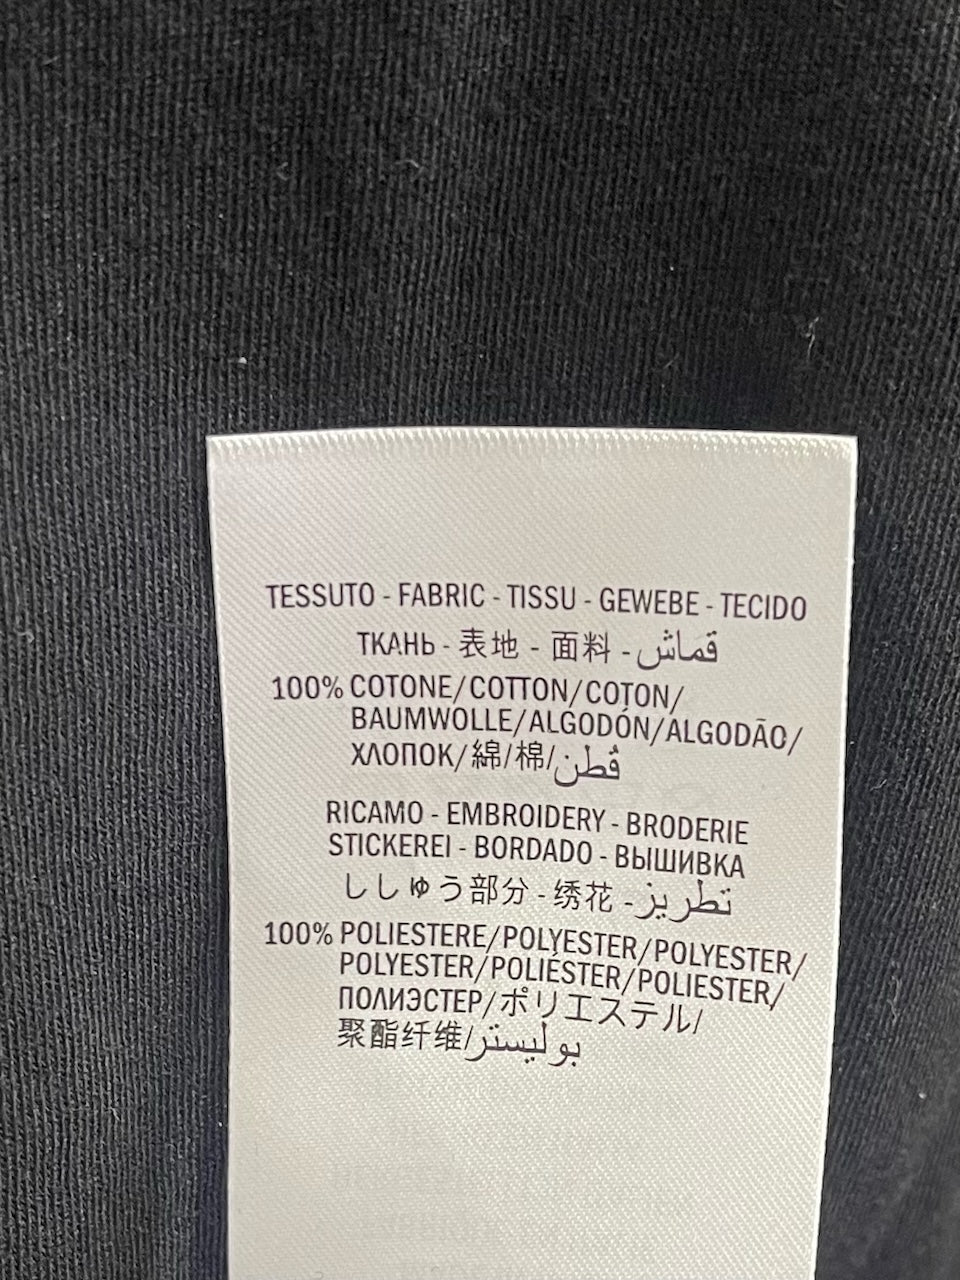 TESSUTO - FABRIC - TISSU - GEWEBE - TECIDO
ТКАНЬ - 表地 - 面料 - قماش
100% COTONE/COTTON/COTON/
BAUMWOLLE/ALGODÓN/ALGODÃO/
ХЛОПОК/綿/棉/قُطن
RICAMO - EMBROIDERY - BRODERIE
STICKEREI - BORDADO - ВЫШИВКА
ししゅう部分 - 绣花 - تطريز
100% POLIESTERE/POLYESTER/POLYESTER/
POLYESTER/POLIÉSTER/POLIESTER/
ПОЛИЭСТЕР/ポリエステル/
聚酯纤维/بوليستر